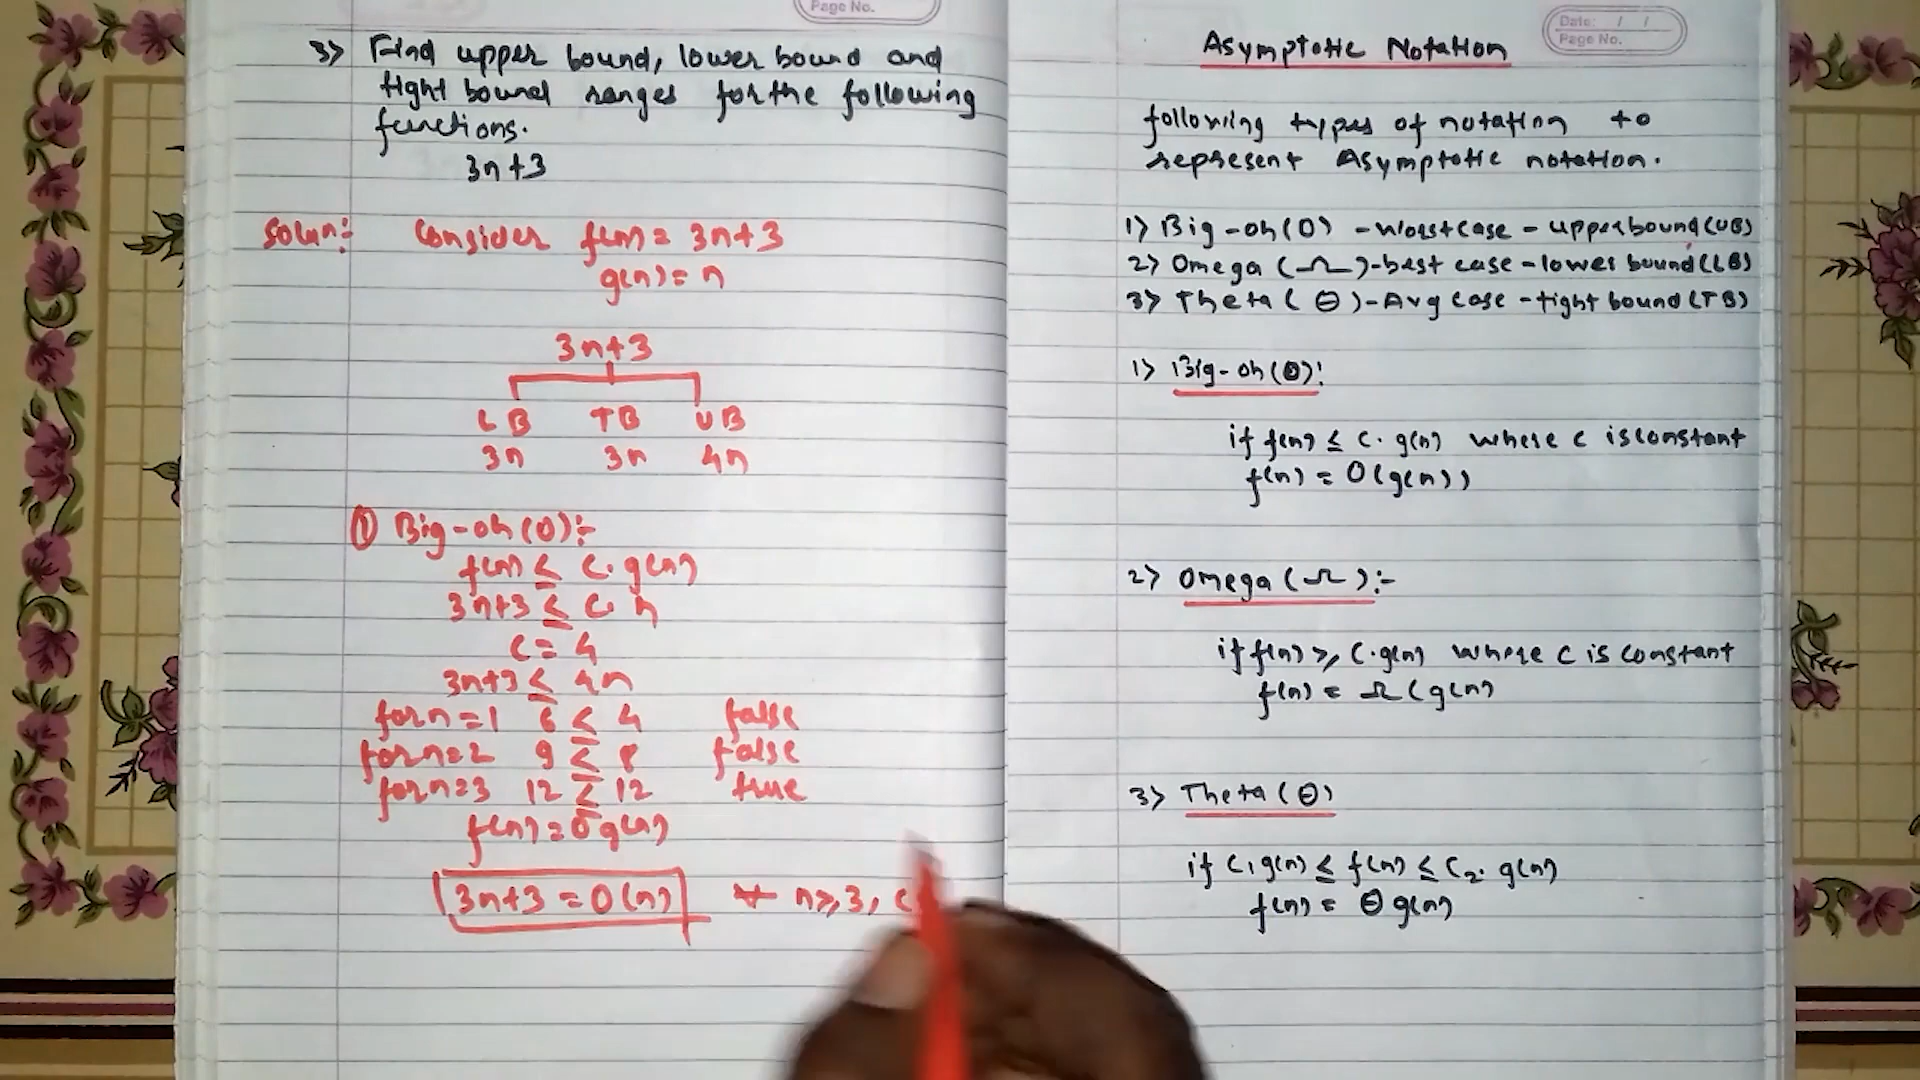 Page No.
3) Find upper bound, lower bound and
tight bound ranges for the following
functions.
3n+3
Soln:- Consider f(n) = 3n+3
g(n) = n
3n+3
LB TB UB
3n 3n 4n
① Big-oh(O):-
f(n) ≤ c. g(n)
3n+3 ≤ c. n
c = 4
3n+3 ≤ 4n
for n=1 6 ≤ 4 false
for n=2 9 ≤ 8 false
for n=3 12 ≤ 12 true
f(n) = O g(n)
3n+3 = O(n) ∀ n≥3, c
Date: / /
Page No.
Asymptotic Notation
following types of notation to
represent Asymptotic notation.
1) Big-oh(O) - worst case - upper bound(UB)
2) Omega (Ω) - best case - lower bound(LB)
3) Theta (θ) - Avg case - tight bound(TB)
1) Big-oh(O):
if f(n) ≤ c. g(n) where c is constant
f(n) = O(g(n))
2) Omega (Ω):-
if f(n) ≥ c.g(n) where c is constant
f(n) = Ω(g(n)
3) Theta (θ)
if c₁g(n) ≤ f(n) ≤ c₂. g(n)
f(n) = θ g(n)